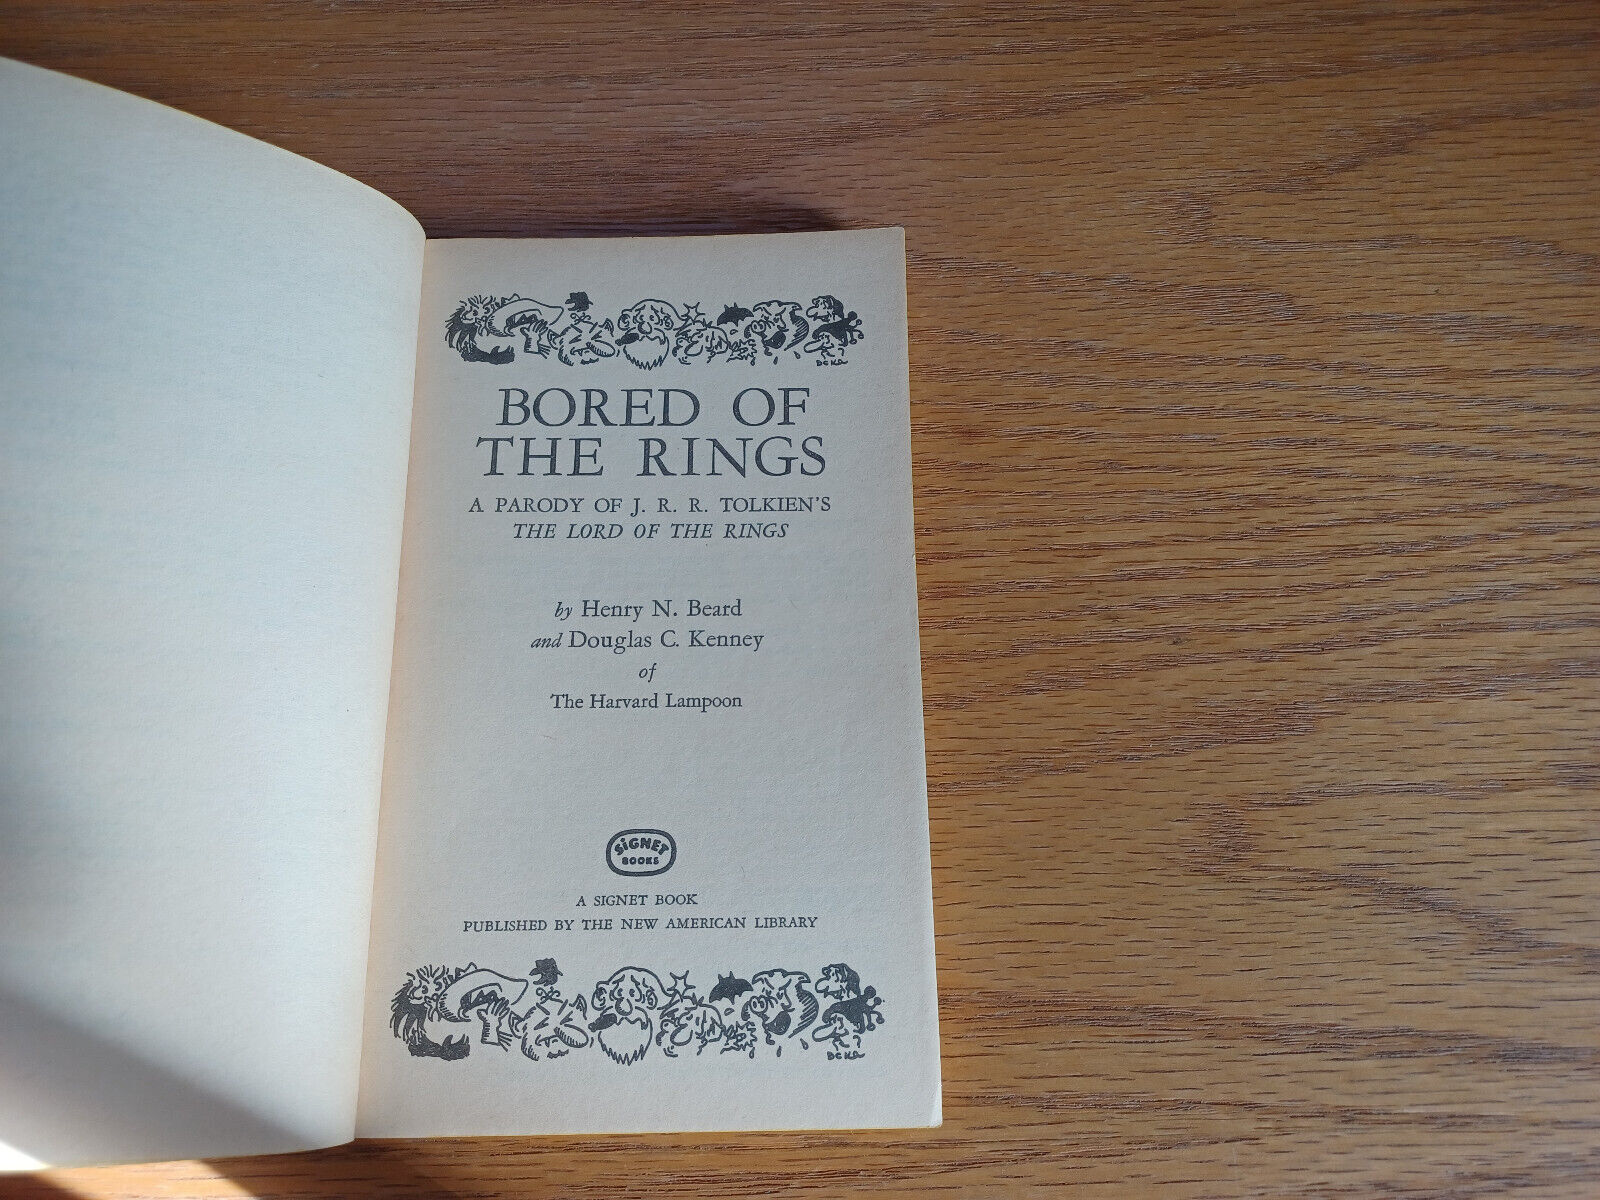 BORED OF
THE RINGS
A PARODY OF J. R. R. TOLKIEN'S
THE LORD OF THE RINGS
by Henry N. Beard
and Douglas C. Kenney
of
The Harvard Lampoon
SiGNET
BOOKS
A SIGNET BOOK
PUBLISHED BY THE NEW AMERICAN LIBRARY